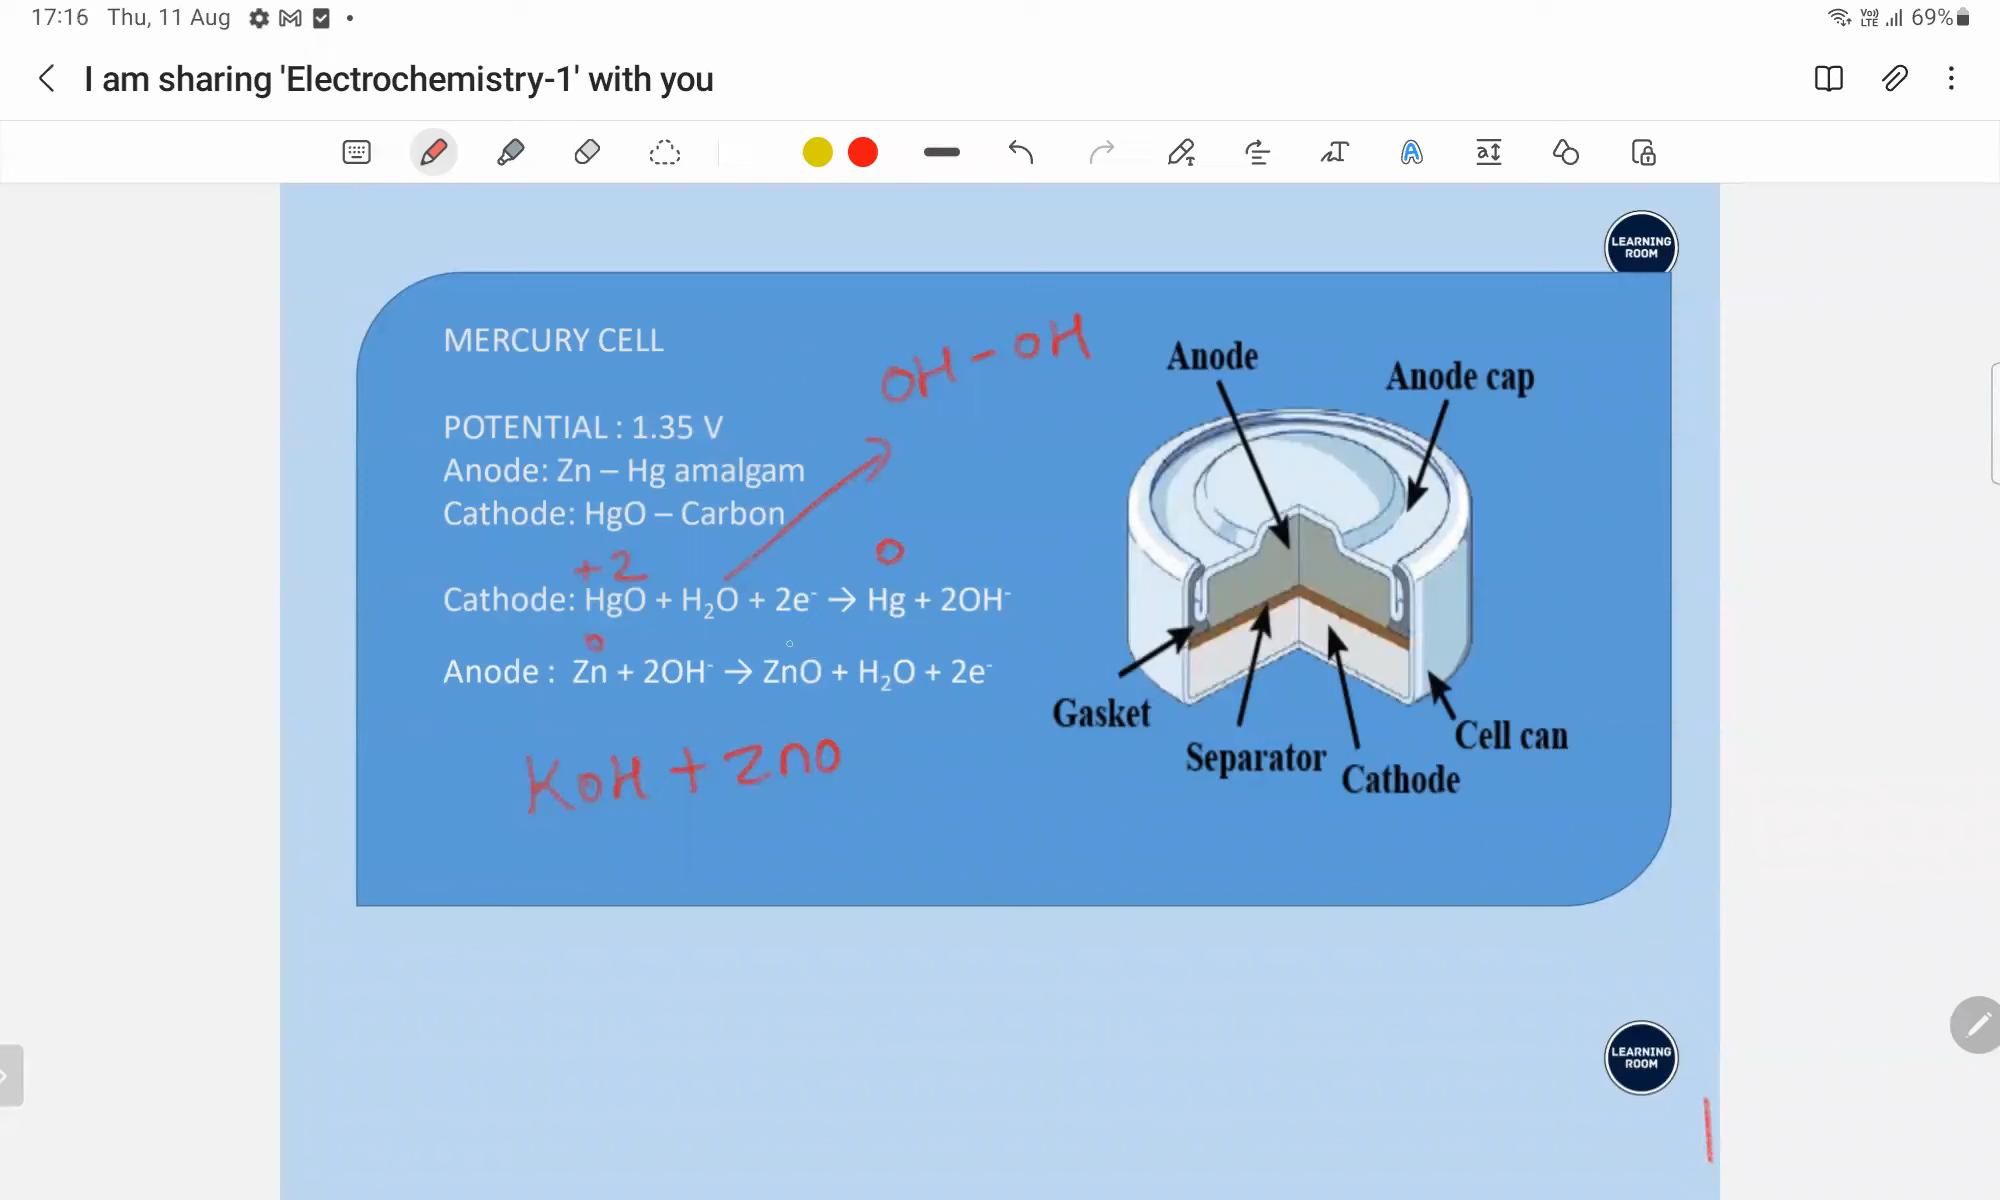 17:16 Thu, 11 Aug
Vo)) LTE 69%
I am sharing 'Electrochemistry-1' with you
LEARNING
ROOM
MERCURY CELL
OH - OH
POTENTIAL : 1.35 V
Anode: Zn – Hg amalgam
Cathode: HgO – Carbon
+2 0
Cathode: HgO + H₂O + 2e⁻ → Hg + 2OH⁻
0
Anode : Zn + 2OH⁻ → ZnO + H₂O + 2e⁻
KOH + ZnO
Anode
Anode cap
Gasket
Separator
Cathode
Cell can
LEARNING
ROOM